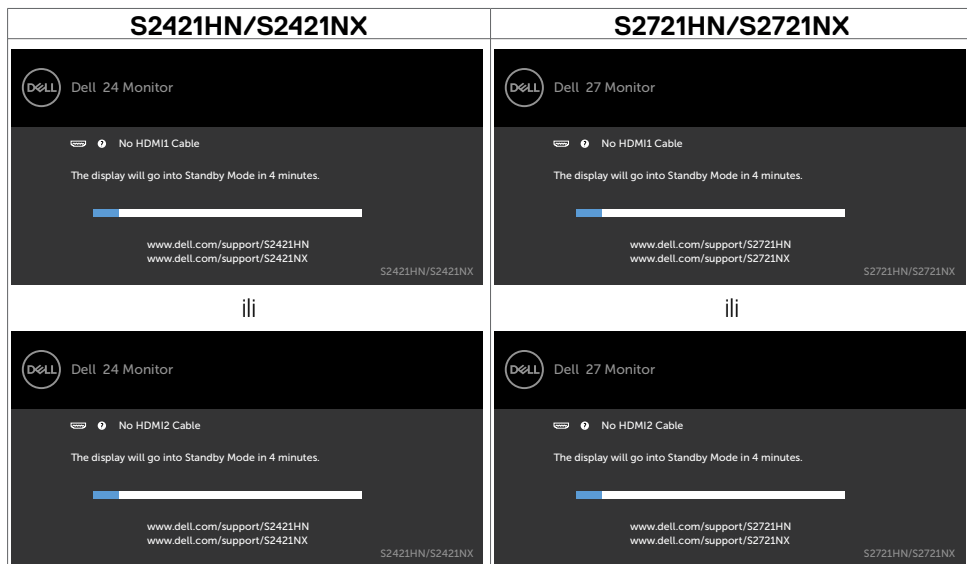 S2421HN/S2421NX
DELL
Dell 24 Monitor
? No HDMI1 Cable
The display will go into Standby Mode in 4 minutes.
www.dell.com/support/S2421HN
www.dell.com/support/S2421NX
S2421HN/S2421NX
ili
DELL
Dell 24 Monitor
? No HDMI2 Cable
The display will go into Standby Mode in 4 minutes.
www.dell.com/support/S2421HN
www.dell.com/support/S2421NX
S2421HN/S2421NX
S2721HN/S2721NX
DELL
Dell 27 Monitor
? No HDMI1 Cable
The display will go into Standby Mode in 4 minutes.
www.dell.com/support/S2721HN
www.dell.com/support/S2721NX
S2721HN/S2721NX
ili
DELL
Dell 27 Monitor
? No HDMI2 Cable
The display will go into Standby Mode in 4 minutes.
www.dell.com/support/S2721HN
www.dell.com/support/S2721NX
S2721HN/S2721NX